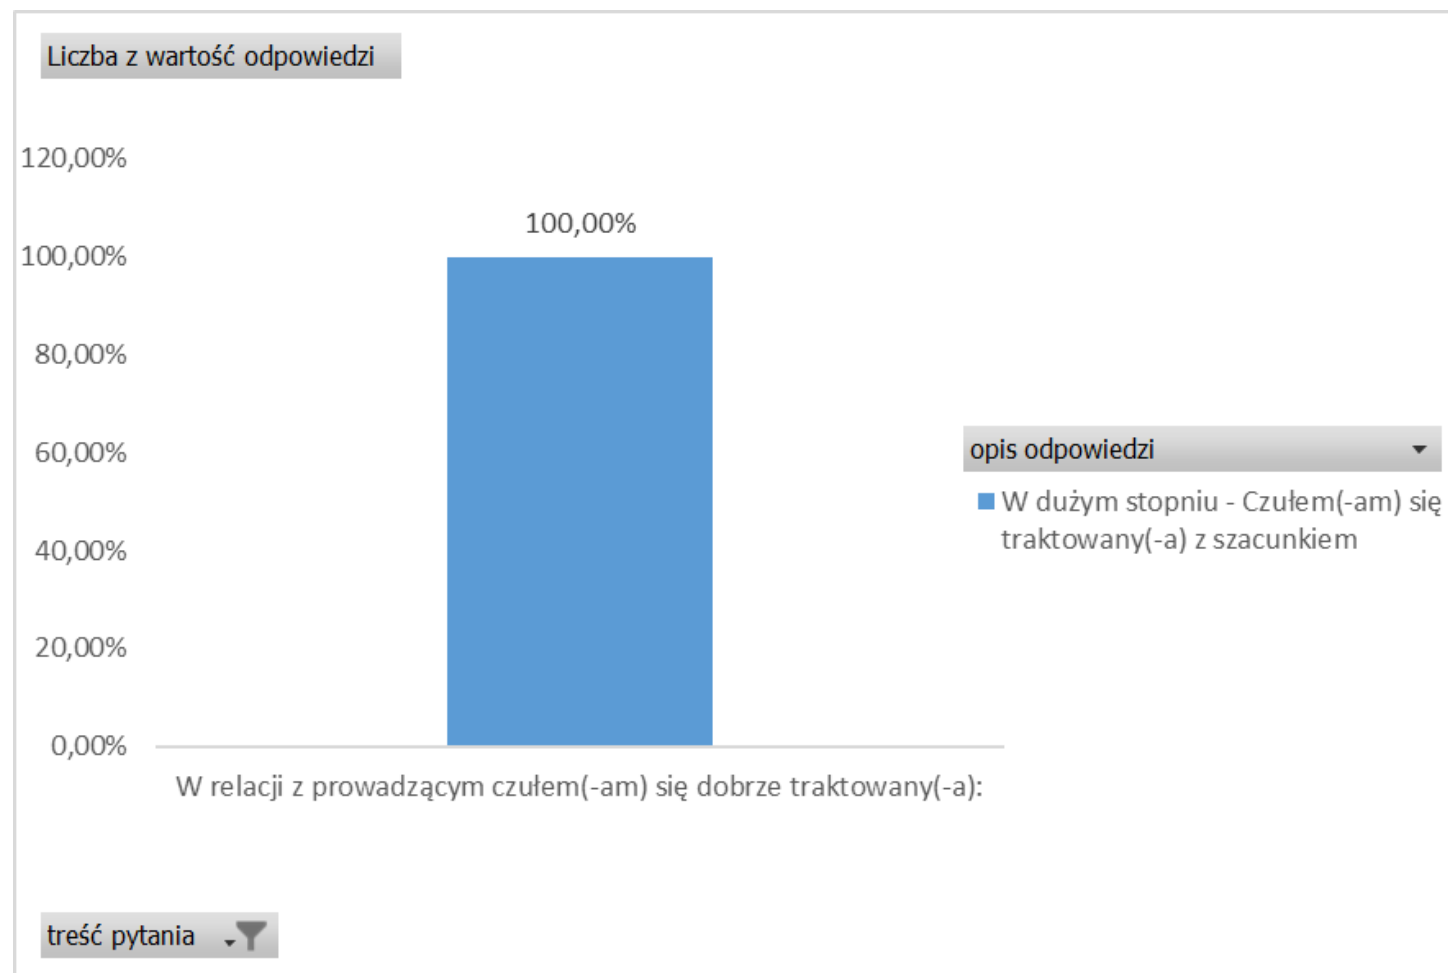 Liczba z wartość odpowiedzi
120,00%
100,00%
100,00%
80,00%
60,00%
40,00%
20,00%
0,00%
W relacji z prowadzącym czułem(-am) się dobrze traktowany(-a):
opis odpowiedzi
W dużym stopniu - Czułem(-am) się
traktowany(-a) z szacunkiem
treść pytania